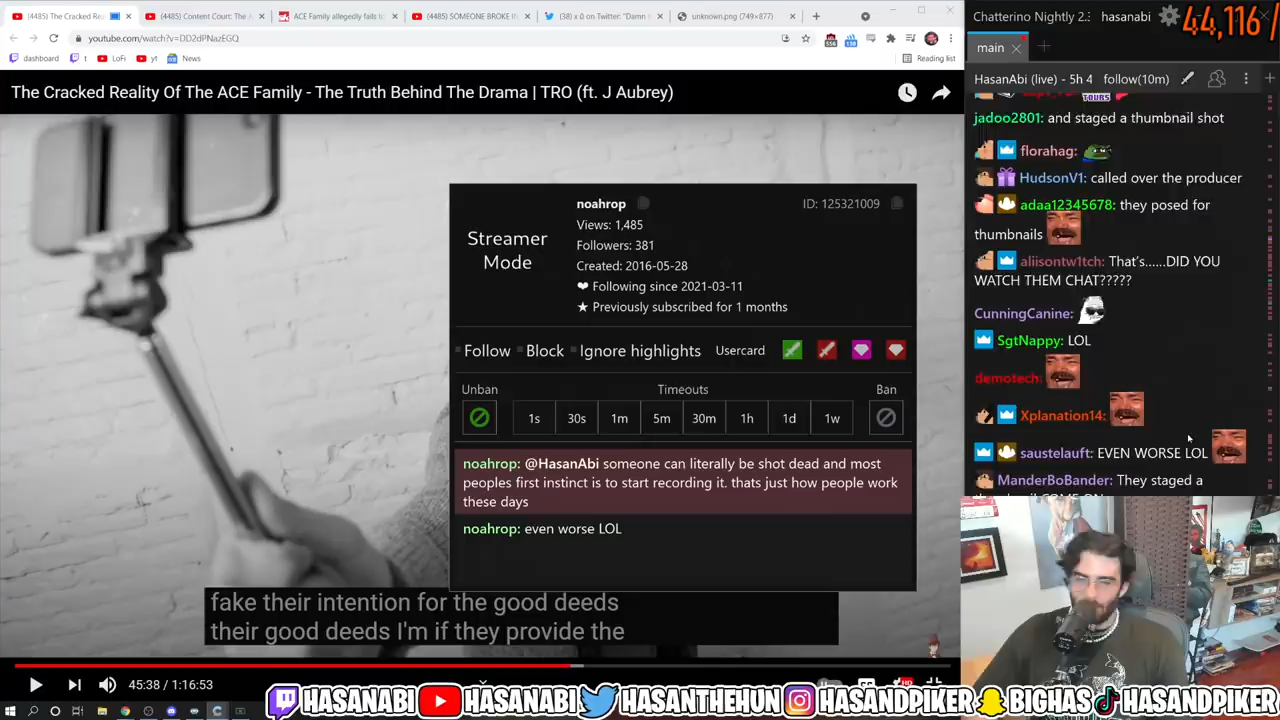 (4485) The Cracked Rea
(4485) Content Court: The A
ACE Family allegedly fails t
(4485) SOMEONE BROKE IN
(38) x 0 on Twitter: "Damn
unknown.png (749×877)
youtube.com/watch?v=DD2dPNazEGQ
dashboard
t
LoFi
yt
News
Reading list
The Cracked Reality Of The ACE Family - The Truth Behind The Drama | TRO (ft. J Aubrey)
Streamer
Mode
noahrop
ID: 125321009
Views: 1,485
Followers: 381
Created: 2016-05-28
❤ Following since 2021-03-11
★ Previously subscribed for 1 months
Follow
Block
Ignore highlights
Usercard
Unban
Timeouts
Ban
1s
30s
1m
5m
30m
1h
1d
1w
noahrop: @HasanAbi someone can literally be shot dead and most
peoples first instinct is to start recording it. thats just how people work
these days
noahrop: even worse LOL
fake their intention for the good deeds
their good deeds I'm if they provide the
45:38 / 1:16:53
Chatterino Nightly 2.
hasanabi
44,116 /
main
HasanAbi (live) - 5h 4
follow(10m)
TOURS
jadoo2801: and staged a thumbnail shot
florahag:
HudsonV1: called over the producer
adaa12345678: they posed for
thumbnails
aliisontw1tch: That's......DID YOU
WATCH THEM CHAT?????
CunningCanine:
SgtNappy: LOL
demotech:
Xplanation14:
saustelauft: EVEN WORSE LOL
ManderBoBander: They staged a
HASANABI
HASANABI
HASANTHEHUN
HASANDPIKER
BIGHAS
HASANDPIKER